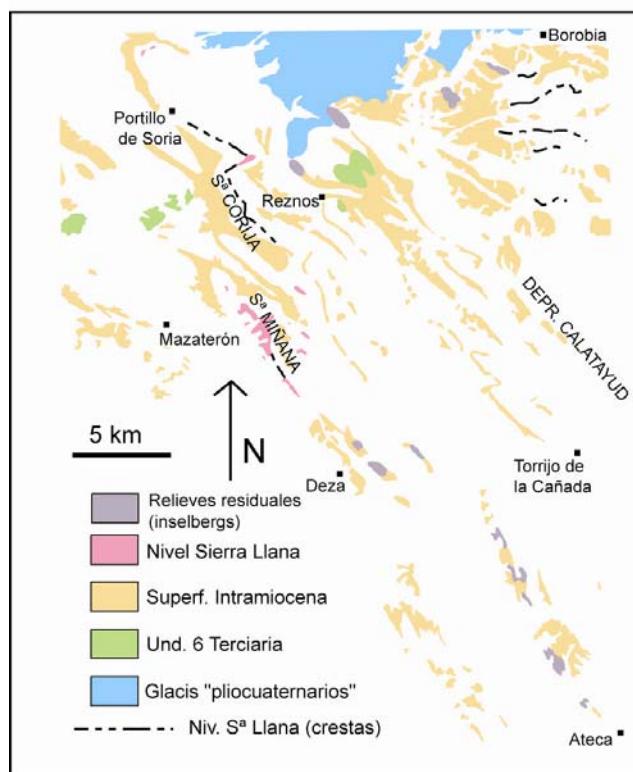 Borobia
Portillo
de Soria
Sª CORIJA
Reznos
Sª MIÑANA
Mazaterón
DEPR. CALATAYUD
5 km
N
Deza
Torrijo de
la Cañada
Relieves residuales
(inselbergs)
Nivel Sierra Llana
Superf. Intramiocena
Und. 6 Terciaria
Glacis "pliocuaternarios"
Niv. Sª Llana (crestas)
Ateca